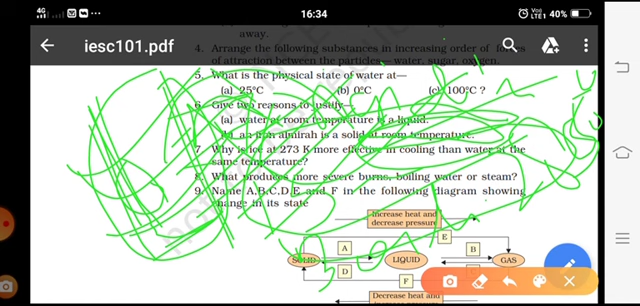 4G 16:34 Vo) LTE1 40%
iesc101.pdf
away.
4. Arrange the following substances in increasing order of forces
of attraction between the particles— water, sugar, oxygen.
5. What is the physical state of water at—
(a) 25°C (b) 0°C (c) 100°C ?
6. Give two reasons to justify—
(a) water at room temperature is a liquid.
(b) an iron almirah is a solid at room temperature.
7. Why is ice at 273 K more effective in cooling than water at the
same temperature?
8. What produces more severe burns, boiling water or steam?
9. Name A,B,C,D,E and F in the following diagram showing
change in its state
Increase heat and
decrease pressure
E
A B
SOLID LIQUID GAS
D
F
Decrease heat and